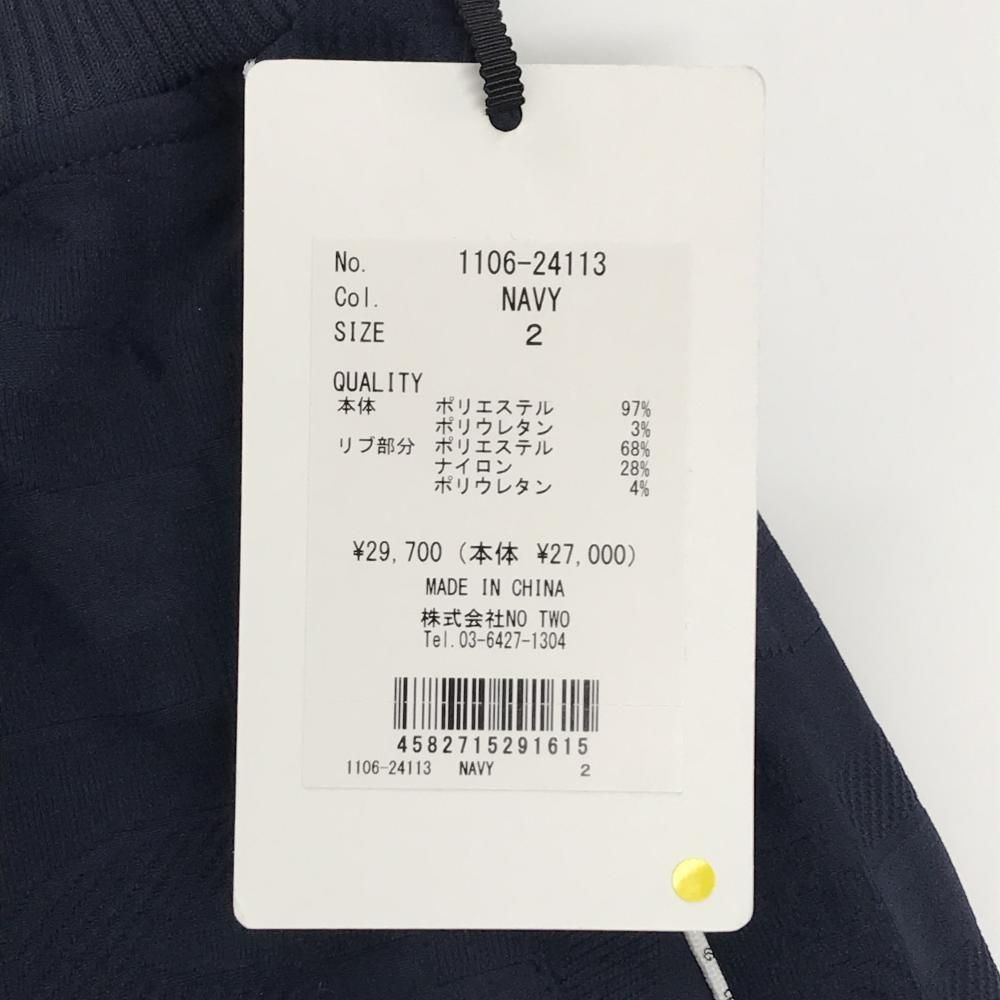 No. 1106-24113
Col. NAVY
SIZE 2
QUALITY
本体 ポリエステル 97%
ポリウレタン 3%
リブ部分 ポリエステル 68%
ナイロン 28%
ポリウレタン 4%
¥29,700 (本体 ¥27,000)
MADE IN CHINA
株式会社NO TWO
Tel.03-6427-1304
4582715291615
1106-24113 NAVY 2